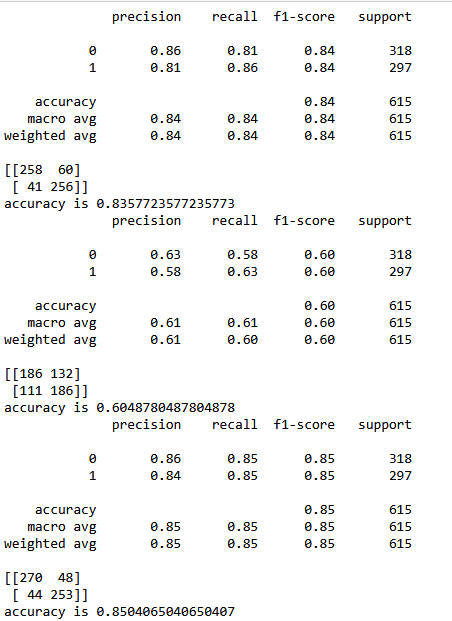 precision recall f1-score support
0 0.86 0.81 0.84 318
1 0.81 0.86 0.84 297
accuracy 0.84 615
macro avg 0.84 0.84 0.84 615
weighted avg 0.84 0.84 0.84 615
[[258 60]
[ 41 256]]
accuracy is 0.8357723577235773
precision recall f1-score support
0 0.63 0.58 0.60 318
1 0.58 0.63 0.60 297
accuracy 0.60 615
macro avg 0.61 0.61 0.60 615
weighted avg 0.61 0.60 0.60 615
[[186 132]
[111 186]]
accuracy is 0.6048780487804878
precision recall f1-score support
0 0.86 0.85 0.85 318
1 0.84 0.85 0.85 297
accuracy 0.85 615
macro avg 0.85 0.85 0.85 615
weighted avg 0.85 0.85 0.85 615
[[270 48]
[ 44 253]]
accuracy is 0.8504065040650407